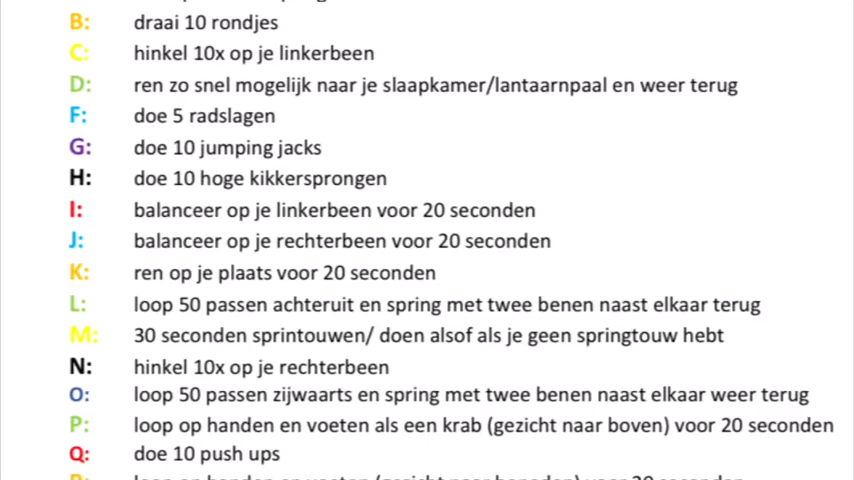 B: draai 10 rondjes
C: hinkel 10x op je linkerbeen
D: ren zo snel mogelijk naar je slaapkamer/lantaarnpaal en weer terug
F: doe 5 radslagen
G: doe 10 jumping jacks
H: doe 10 hoge kikkersprongen
I: balanceer op je linkerbeen voor 20 seconden
J: balanceer op je rechterbeen voor 20 seconden
K: ren op je plaats voor 20 seconden
L: loop 50 passen achteruit en spring met twee benen naast elkaar terug
M: 30 seconden sprintouwen/ doen alsof als je geen springtouw hebt
N: hinkel 10x op je rechterbeen
O: loop 50 passen zijwaarts en spring met twee benen naast elkaar weer terug
P: loop op handen en voeten als een krab (gezicht naar boven) voor 20 seconden
Q: doe 10 push ups